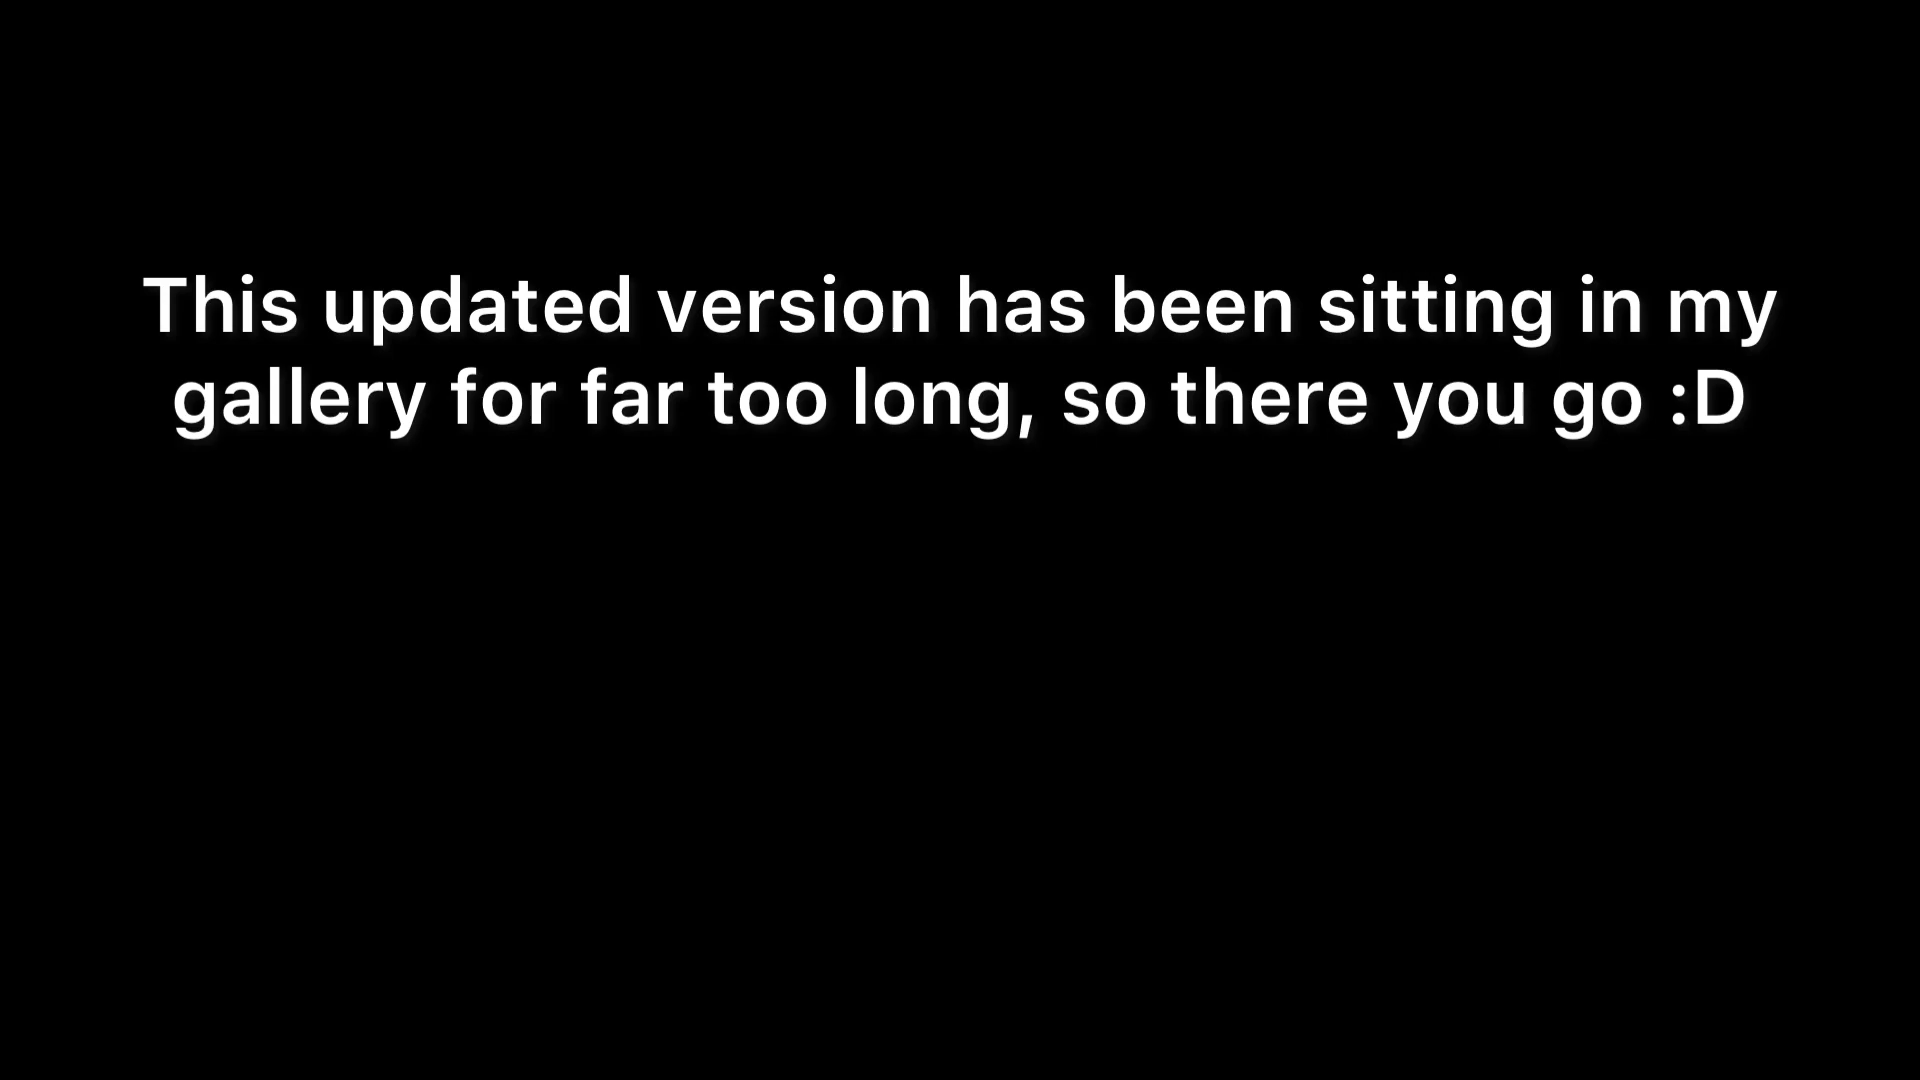 This updated version has been sitting in my
gallery for far too long, so there you go :D